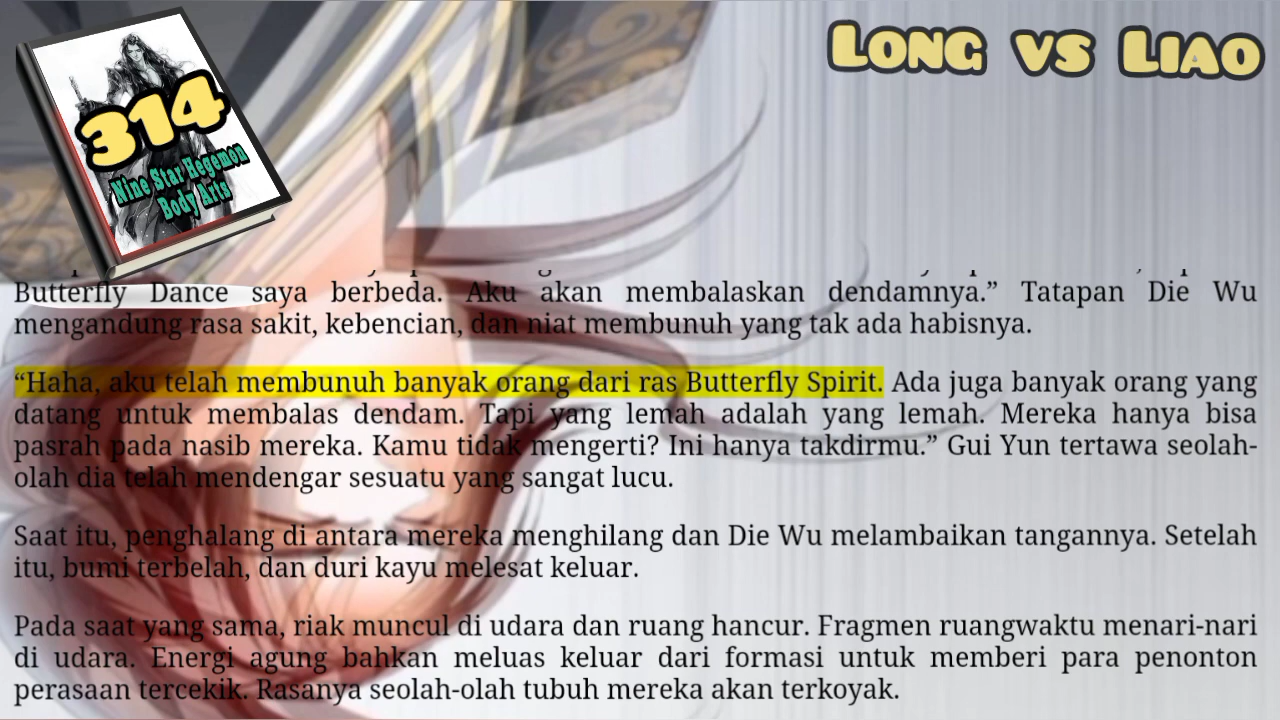 Long vs Liao
314
Nine Star Hegemon
Body Arts
Butterfly Dance saya berbeda. Aku akan membalaskan dendamnya.” Tatapan Die Wu
mengandung rasa sakit, kebencian, dan niat membunuh yang tak ada habisnya.
“Haha, aku telah membunuh banyak orang dari ras Butterfly Spirit. Ada juga banyak orang yang
datang untuk membalas dendam. Tapi yang lemah adalah yang lemah. Mereka hanya bisa
pasrah pada nasib mereka. Kamu tidak mengerti? Ini hanya takdirmu.” Gui Yun tertawa seolah-
olah dia telah mendengar sesuatu yang sangat lucu.
Saat itu, penghalang di antara mereka menghilang dan Die Wu melambaikan tangannya. Setelah
itu, bumi terbelah, dan duri kayu melesat keluar.
Pada saat yang sama, riak muncul di udara dan ruang hancur. Fragmen ruangwaktu menari-nari
di udara. Energi agung bahkan meluas keluar dari formasi untuk memberi para penonton
perasaan tercekik. Rasanya seolah-olah tubuh mereka akan terkoyak.